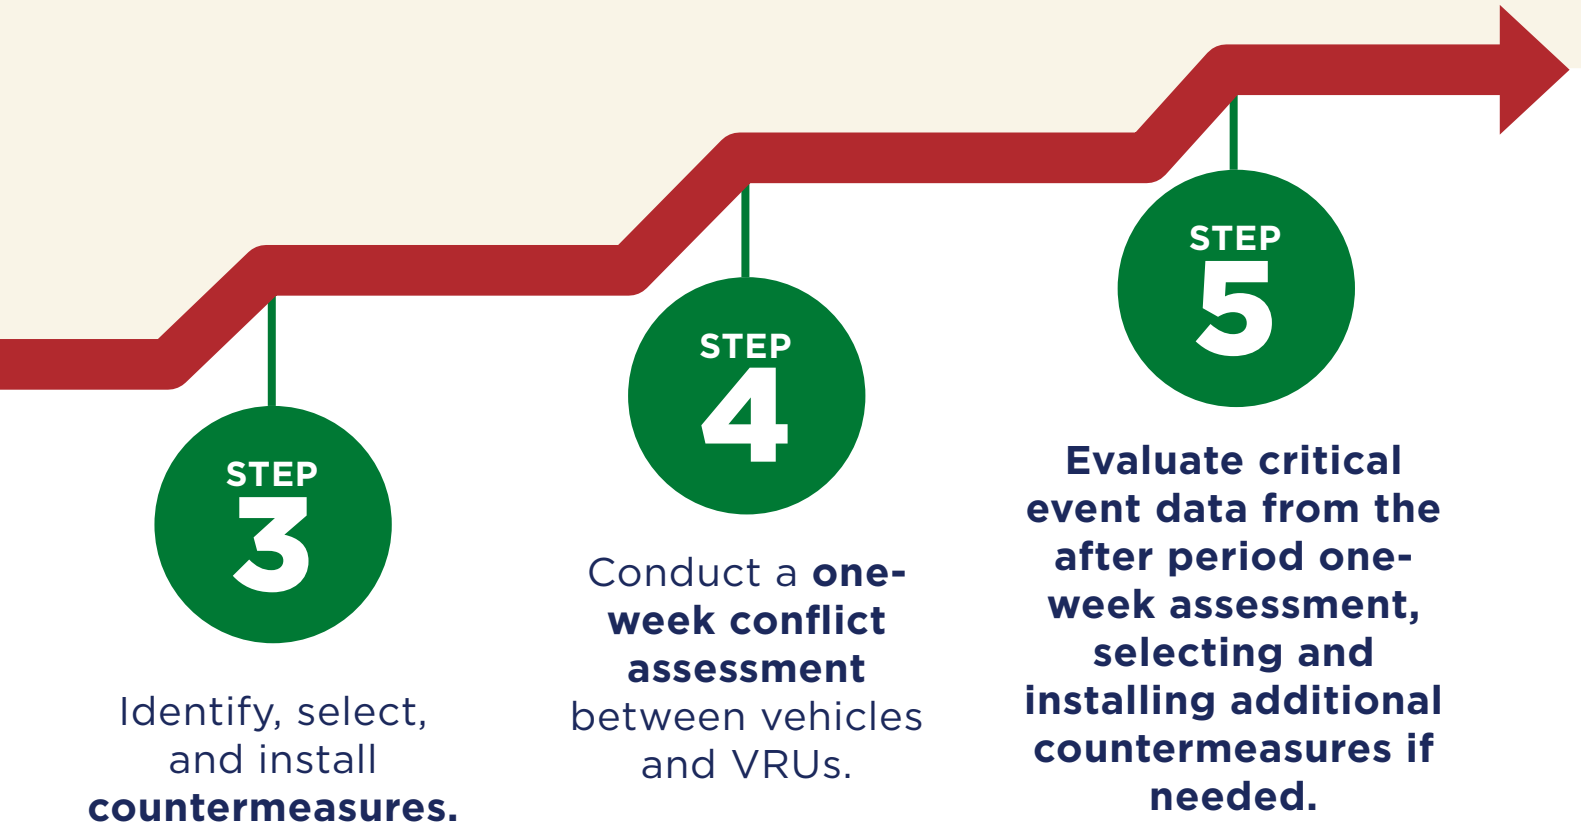 STEP
3
Identify, select,
and install
countermeasures.
STEP
4
Conduct a one-
week conflict
assessment
between vehicles
and VRUs.
STEP
5
Evaluate critical
event data from the
after period one-
week assessment,
selecting and
installing additional
countermeasures if
needed.